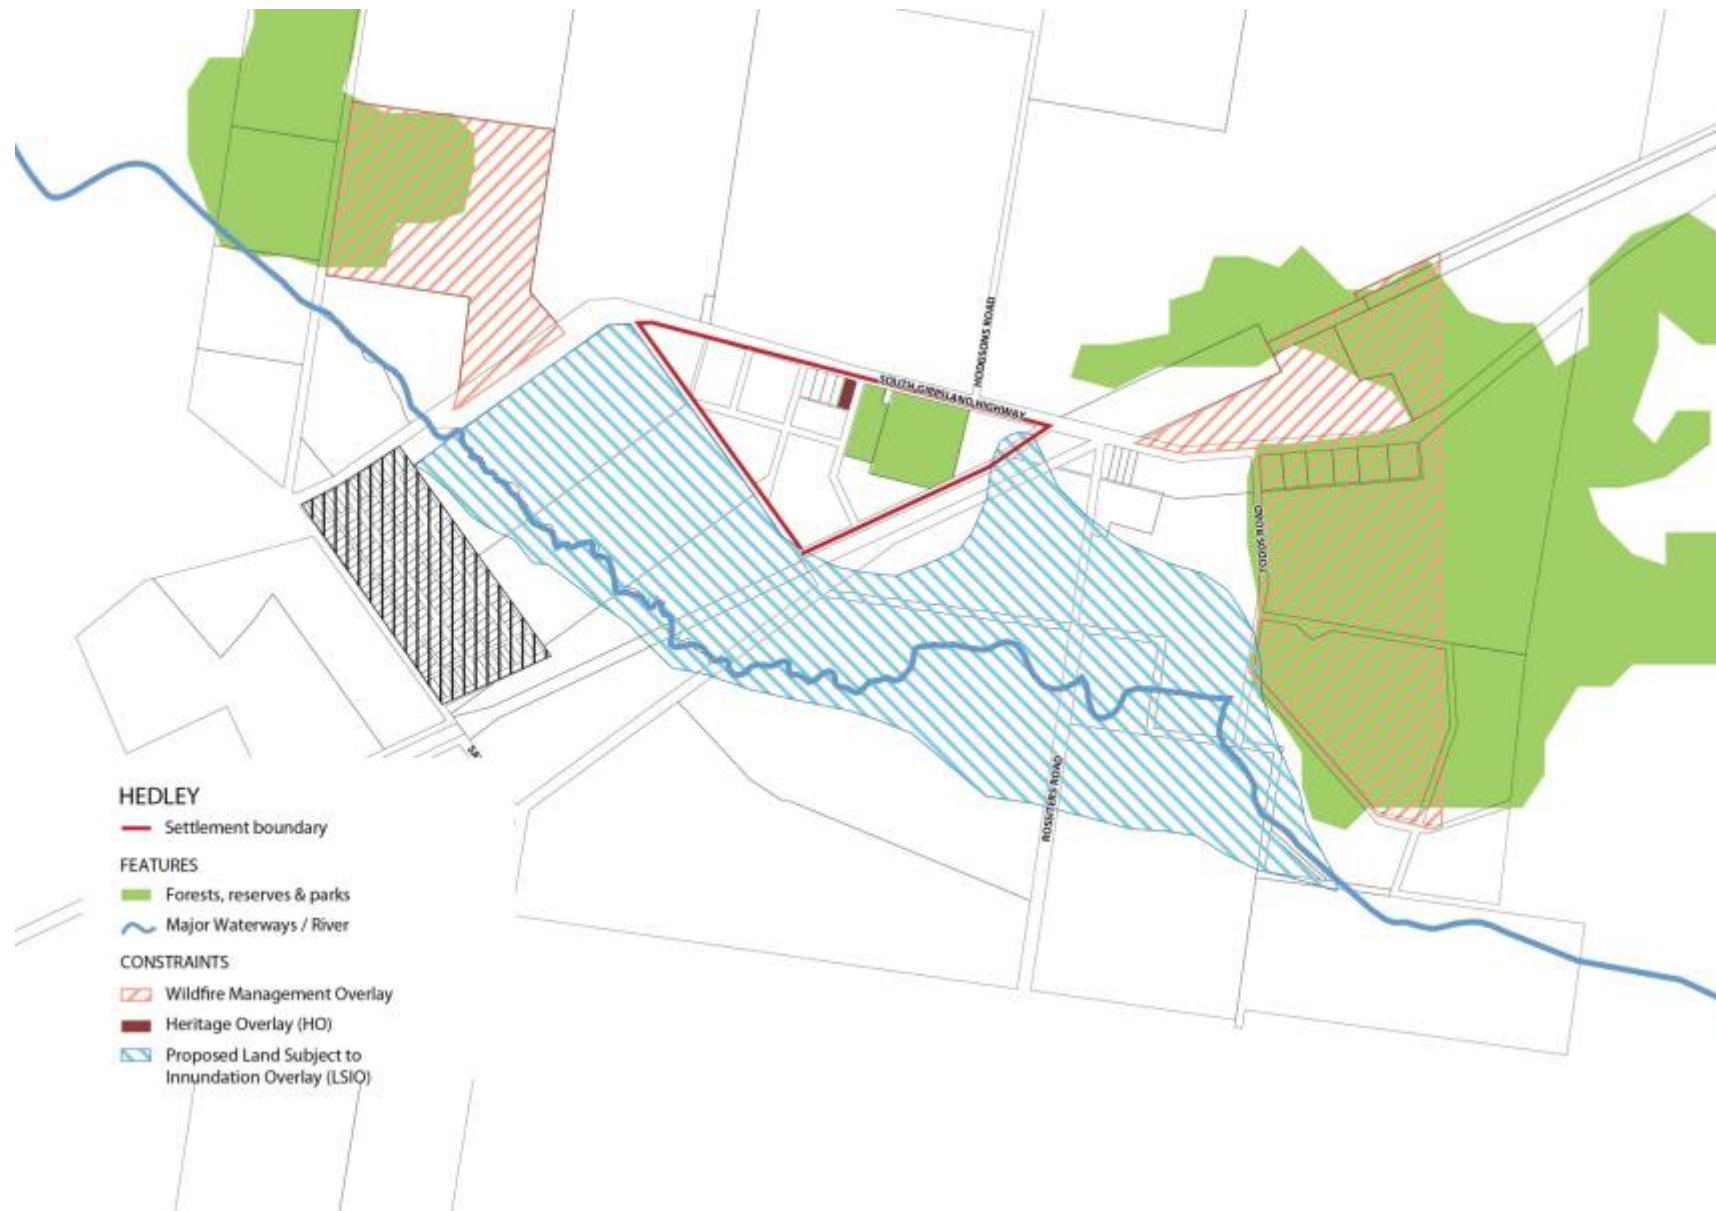 HODGSONS ROAD
SOUTH GIPPSLAND HIGHWAY
TODDS ROAD
ROSSITERS ROAD
HEDLEY
Settlement boundary
FEATURES
Forests, reserves & parks
Major Waterways / River
CONSTRAINTS
Wildfire Management Overlay
Heritage Overlay (HO)
Proposed Land Subject to
Innundation Overlay (LSIO)